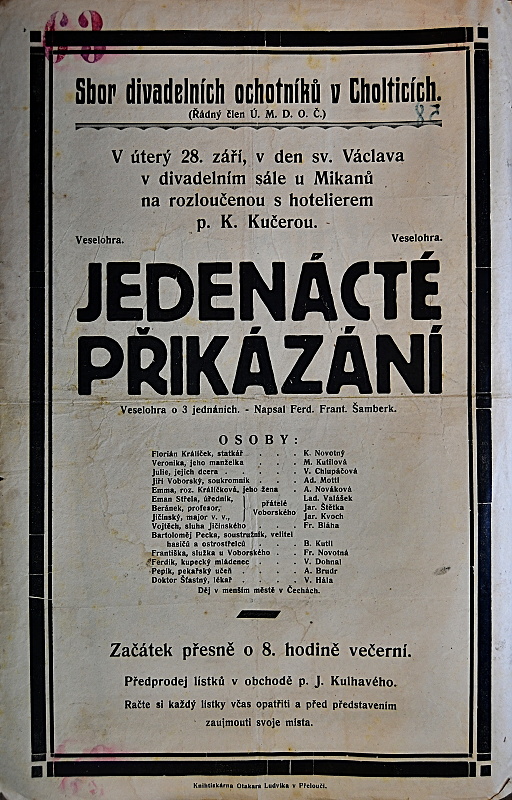 Sbor divadelních ochotníků v Cholticích.
(Řádný člen Ú. M. D. O. Č.)
V úterý 28. září, v den sv. Václava
v divadelním sále u Mikanů
na rozloučenou s hotelierem
p. K. Kučerou.
Veselohra. Veselohra.
JEDENÁCTÉ
PŘIKÁZÁNÍ
Veselohra o 3 jednáních. - Napsal Ferd. Frant. Šamberk.
OSOBY:
Florián Králíček, statkář . . . K. Novotný
Veronika, jeho manželka . . . M. Kutilová
Julie, jejich dcera . . . . V. Chlupáčová
Jiří Voborský, soukromník . . . Ad. Mottl
Emma, roz. Králíčková, jeho žena . A. Nováková
Eman Střela, úředník, Lad. Valášek
Beránek, profesor, přátelé Voborského Jar. Štětka
Jičínský, major v. v., Jar. Kvoch
Vojtěch, sluha Jičínského . . . Fr. Bláha
Bartoloměj Pecka, soustružník, velitel
hasičů a ostrostřelců . . . B. Kutil
Františka, služka u Voborského . . Fr. Novotná
Ferdík, kupecký mládenec . . . V. Dohnal
Pepík, pekařský učeň . . . A. Brudr
Doktor Šťastný, lékař . . . . V. Hála
Děj v menším městě v Čechách.
Začátek přesně o 8. hodině večerní.
Předprodej lístků v obchodě p. J. Kulhavého.
Račte si každý lístky včas opatřiti a před představením
zaujmouti svoje místa.
Knihtiskárna Otakara Ludvíka v Přelouči.